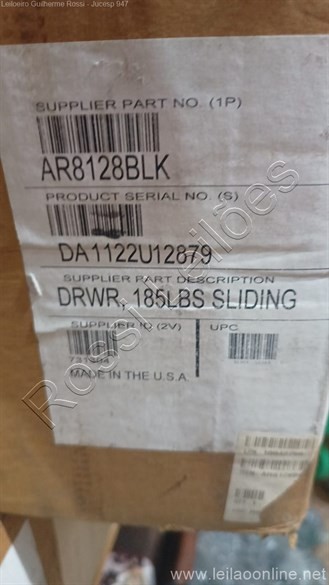 Leiloeiro Guilherme Rossi - Jucesp 947
SUPPLIER PART NO. (1P)
AR8128BLK
PRODUCT SERIAL NO. (S)
DA1122U12879
SUPPLIER PART DESCRIPTION
DRWR, 185LBS SLIDING
SUPPLIER ID (2V)
UPC
MADE IN THE U.S.A.
Rossi Leilões
www.leilaoonline.net